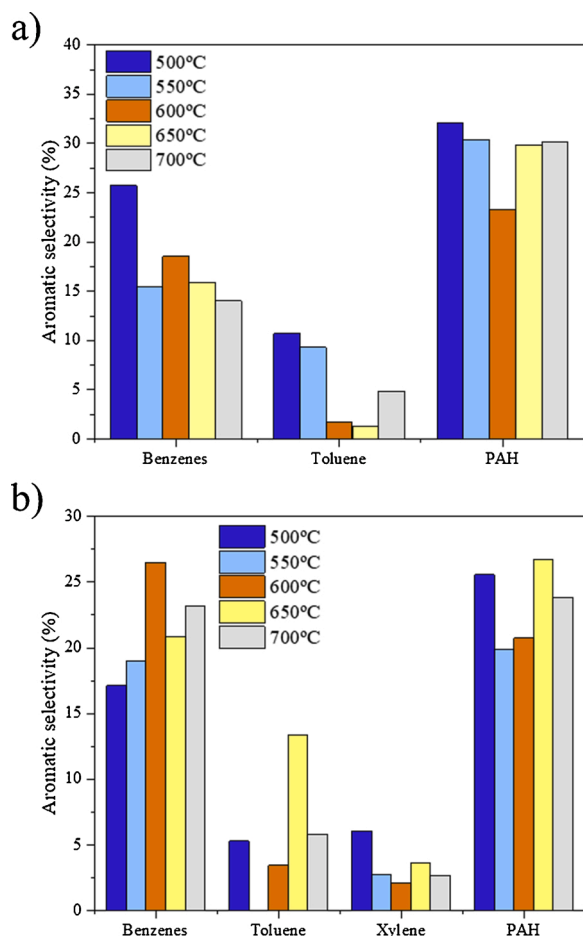 a)
Aromatic selectivity (%)
40
35
30
25
20
15
10
5
0
500ºC
550ºC
600ºC
650ºC
700ºC
Benzenes Toluene PAH
b)
Aromatic selectivity (%)
30
25
20
15
10
5
0
500ºC
550ºC
600ºC
650ºC
700ºC
Benzenes Toluene Xylene PAH